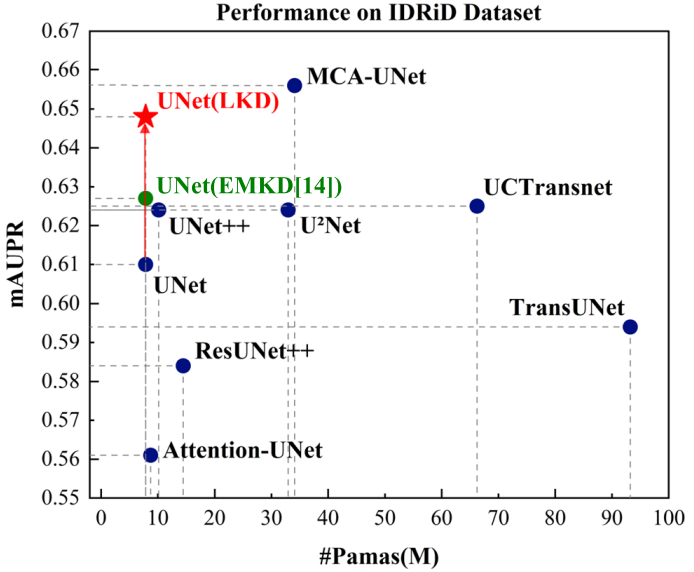 Performance on IDRiD Dataset
0.67
0.66
MCA-UNet
UNet(LKD)
0.65
0.64
UNet(EMKD[14])
UCTransnet
0.63
0.62
UNet++
U²Net
mAUPR
0.61
UNet
0.60
TransUNet
0.59
ResUNet++
0.58
0.57
Attention-UNet
0.56
0.55
0 10 20 30 40 50 60 70 80 90 100
#Pamas(M)